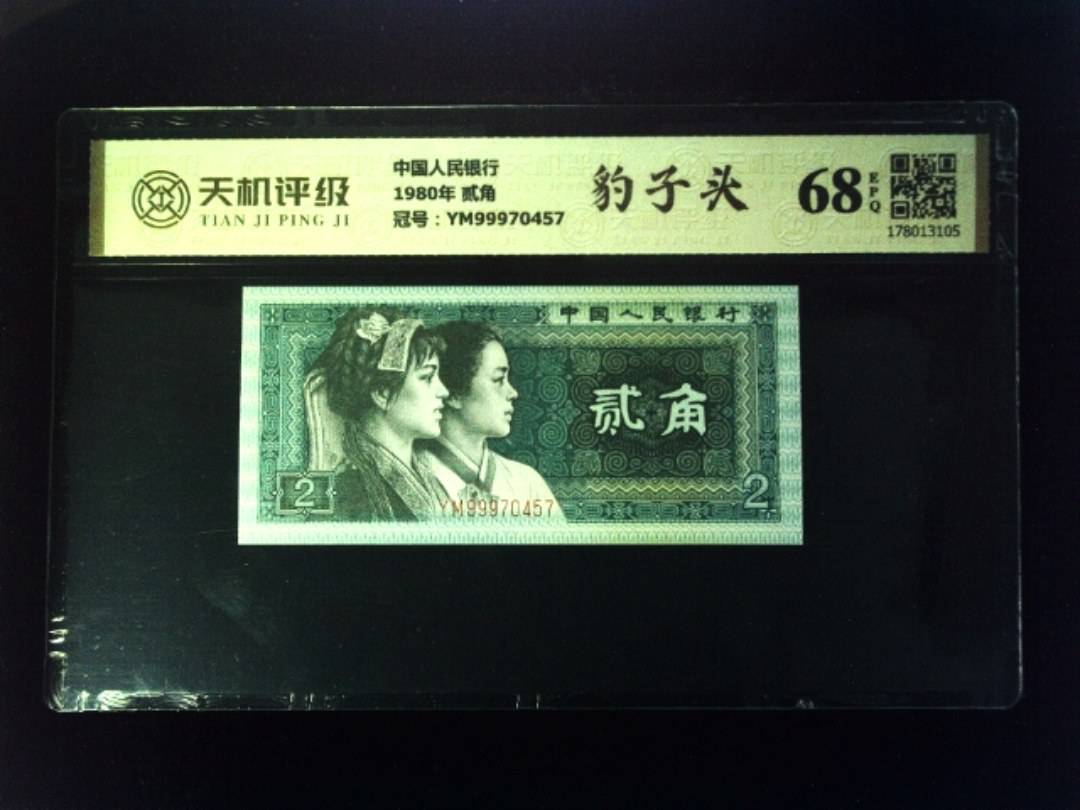 天机评级
TIAN JI PING JI
中国人民银行
1980年 贰角
冠号：YM99970457
豹子头
68
EPQ
178013105
中国人民银行
贰角
2
YM99970457
2